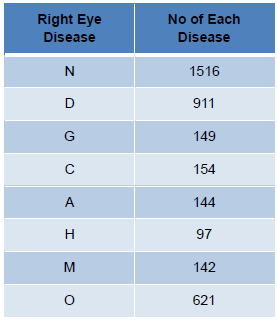 Right Eye Disease No of Each Disease
N 1516
D 911
G 149
C 154
A 144
H 97
M 142
O 621